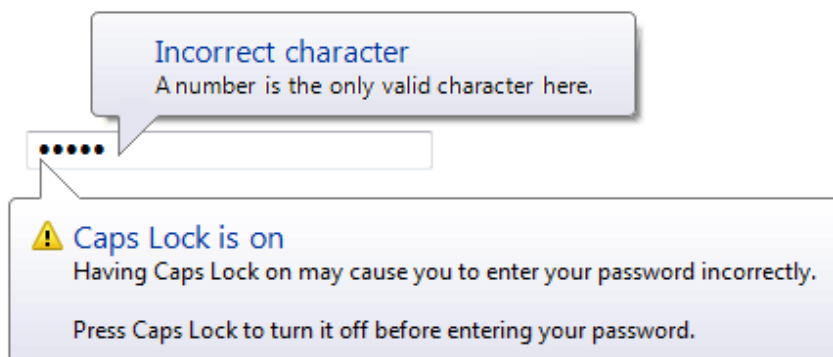 Incorrect character
A number is the only valid character here.
•••••
Caps Lock is on
Having Caps Lock on may cause you to enter your password incorrectly.
Press Caps Lock to turn it off before entering your password.